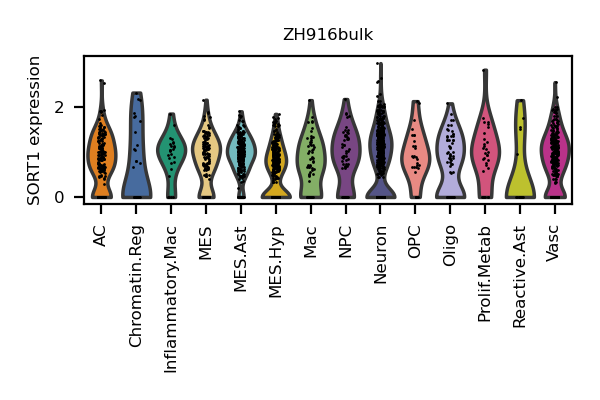 ZH916bulk
SORT1 expression
2
0
AC
Chromatin.Reg
Inflammatory.Mac
MES
MES.Ast
MES.Hyp
Mac
NPC
Neuron
OPC
Oligo
Prolif.Metab
Reactive.Ast
Vasc